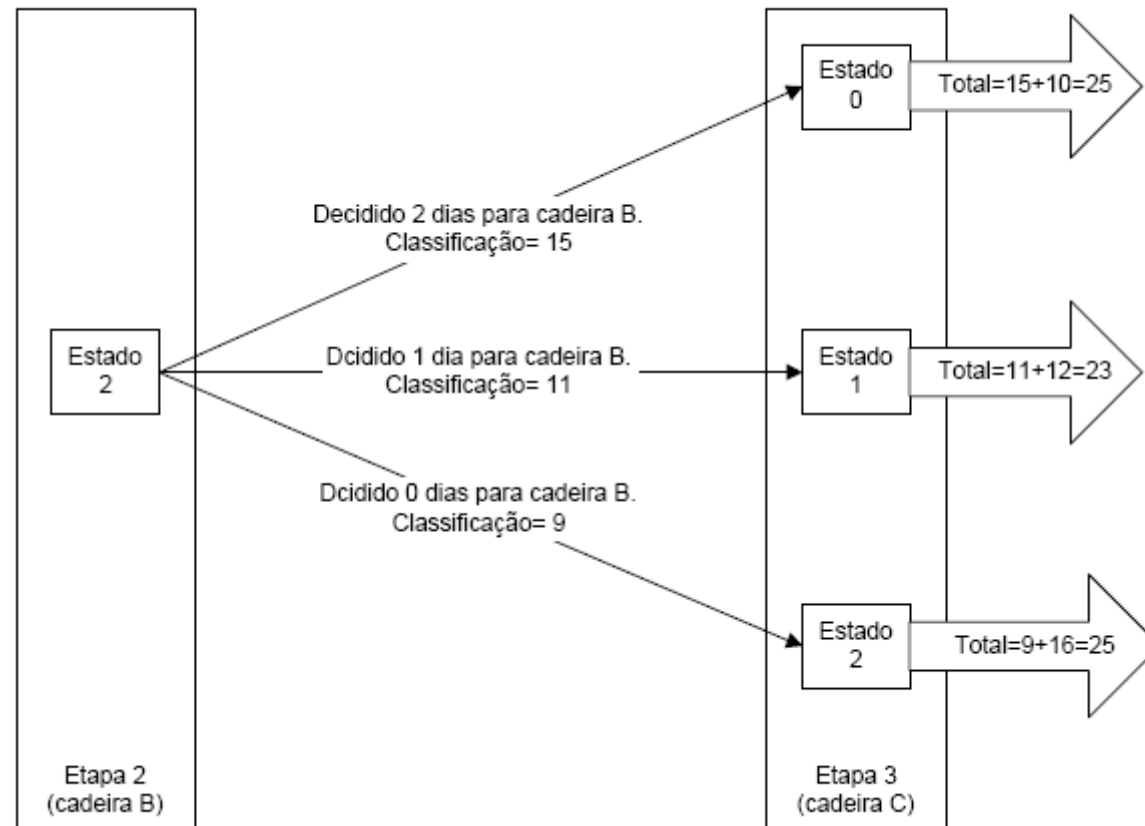 Estado
0
Total=15+10=25
Decidido 2 dias para cadeira B.
Classificação= 15
Estado
2
Dcidido 1 dia para cadeira B.
Classificação= 11
Estado
1
Total=11+12=23
Dcidido 0 dias para cadeira B.
Classificação= 9
Estado
2
Total=9+16=25
Etapa 2
(cadeira B)
Etapa 3
(cadeira C)